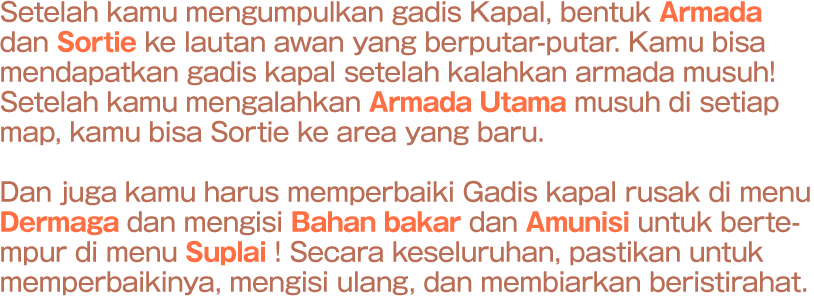 Setelah kamu mengumpulkan gadis Kapal, bentuk Armada
dan Sortie ke lautan awan yang berputar-putar. Kamu bisa
mendapatkan gadis kapal setelah kalahkan armada musuh!
Setelah kamu mengalahkan Armada Utama musuh di setiap
map, kamu bisa Sortie ke area yang baru.
Dan juga kamu harus memperbaiki Gadis kapal rusak di menu
Dermaga dan mengisi Bahan bakar dan Amunisi untuk berte-
mpur di menu Suplai ! Secara keseluruhan, pastikan untuk
memperbaikinya, mengisi ulang, dan membiarkan beristirahat.